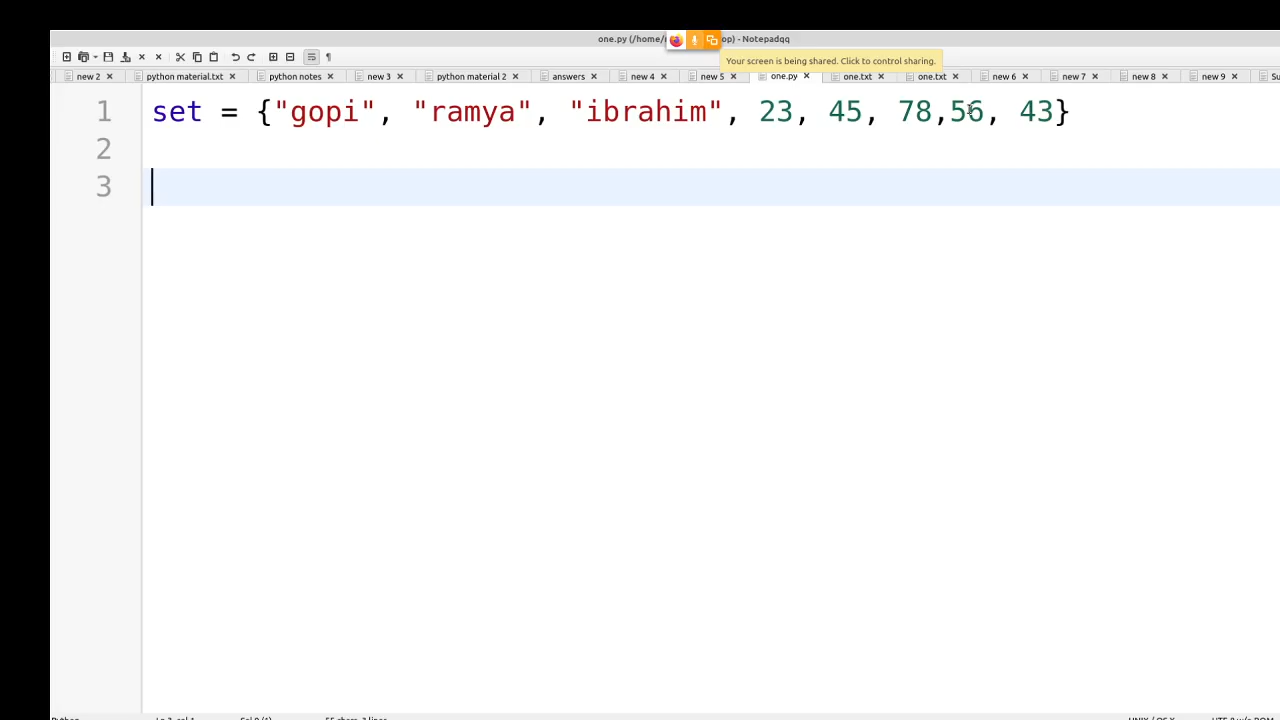 one.py (/home/ op) - Notepadqq
Your screen is being shared. Click to control sharing.
new 2 python material.txt python notes new 3 python material 2 answers new 4 new 5 one.py one.txt one.txt new 6 new 7 new 8 new 9
1 set = {"gopi", "ramya", "ibrahim", 23, 45, 78,56, 43}
2
3